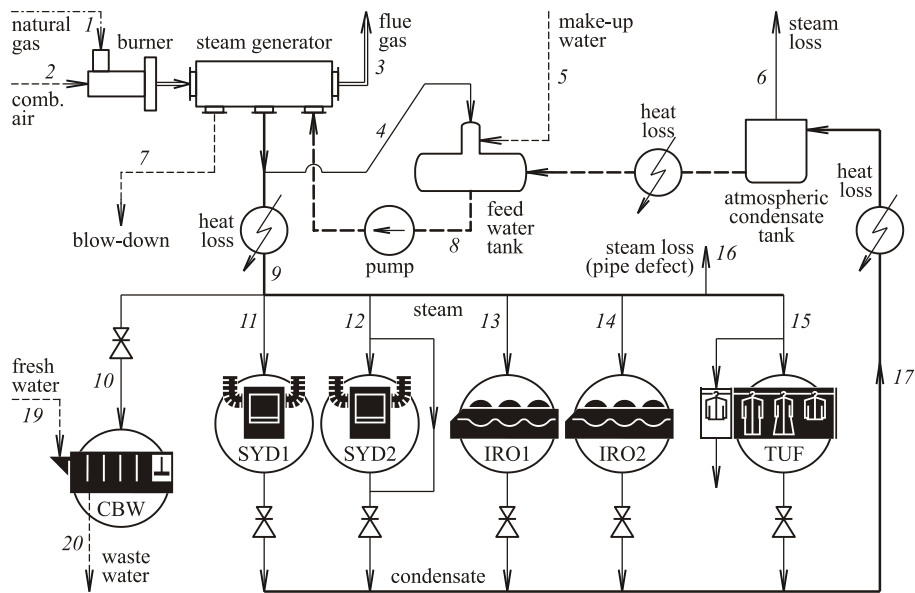 natural
gas
1
burner
steam generator
flue
gas
3
make-up
water
5
steam
loss
6
2
comb.
air
4
7
heat
loss
heat
loss
blow-down
heat
loss
8
pump
feed
water
tank
atmospheric
condensate
tank
9
steam loss
(pipe defect)
16
steam
10
11
12
13
14
15
17
fresh
water
19
SYD1
SYD2
IRO1
IRO2
TUF
CBW
20
waste
water
condensate